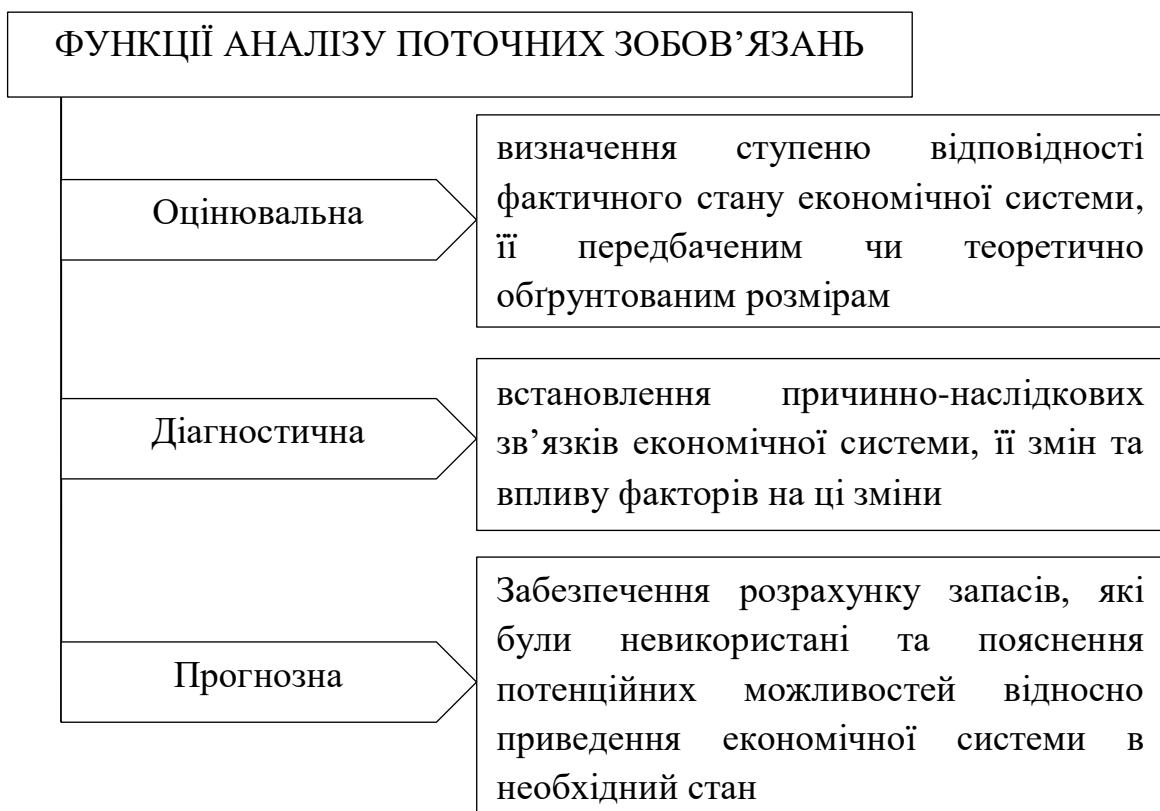 ФУНКЦІЇ АНАЛІЗУ ПОТОЧНИХ ЗОБОВ’ЯЗАНЬ
Оцінювальна
визначення ступеню відповідності
фактичного стану економічної системи,
її передбаченим чи теоретично
обґрунтованим розмірам
Діагностична
встановлення причинно-наслідкових
зв’язків економічної системи, її змін та
впливу факторів на ці зміни
Прогнозна
Забезпечення розрахунку запасів, які
були невикористані та пояснення
потенційних можливостей відносно
приведення економічної системи в
необхідний стан